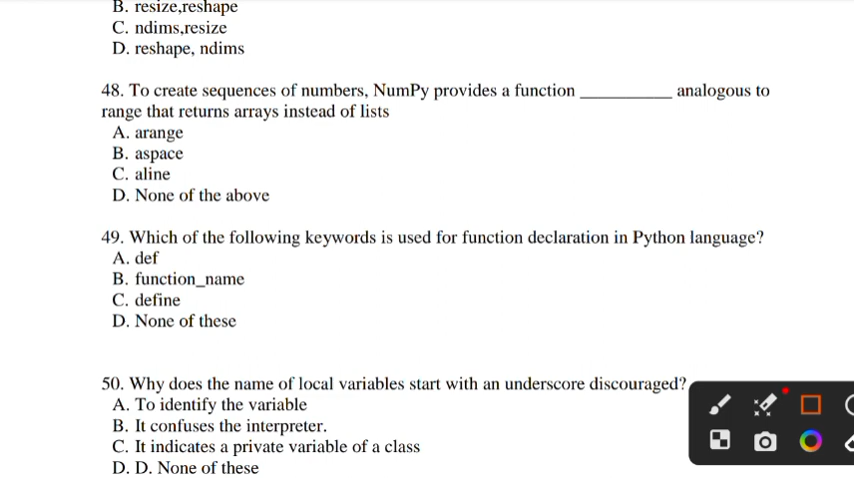 B. resize,reshape
C. ndims,resize
D. reshape, ndims
48. To create sequences of numbers, NumPy provides a function __________ analogous to
range that returns arrays instead of lists
A. arange
B. aspace
C. aline
D. None of the above
49. Which of the following keywords is used for function declaration in Python language?
A. def
B. function_name
C. define
D. None of these
50. Why does the name of local variables start with an underscore discouraged?
A. To identify the variable
B. It confuses the interpreter.
C. It indicates a private variable of a class
D. D. None of these